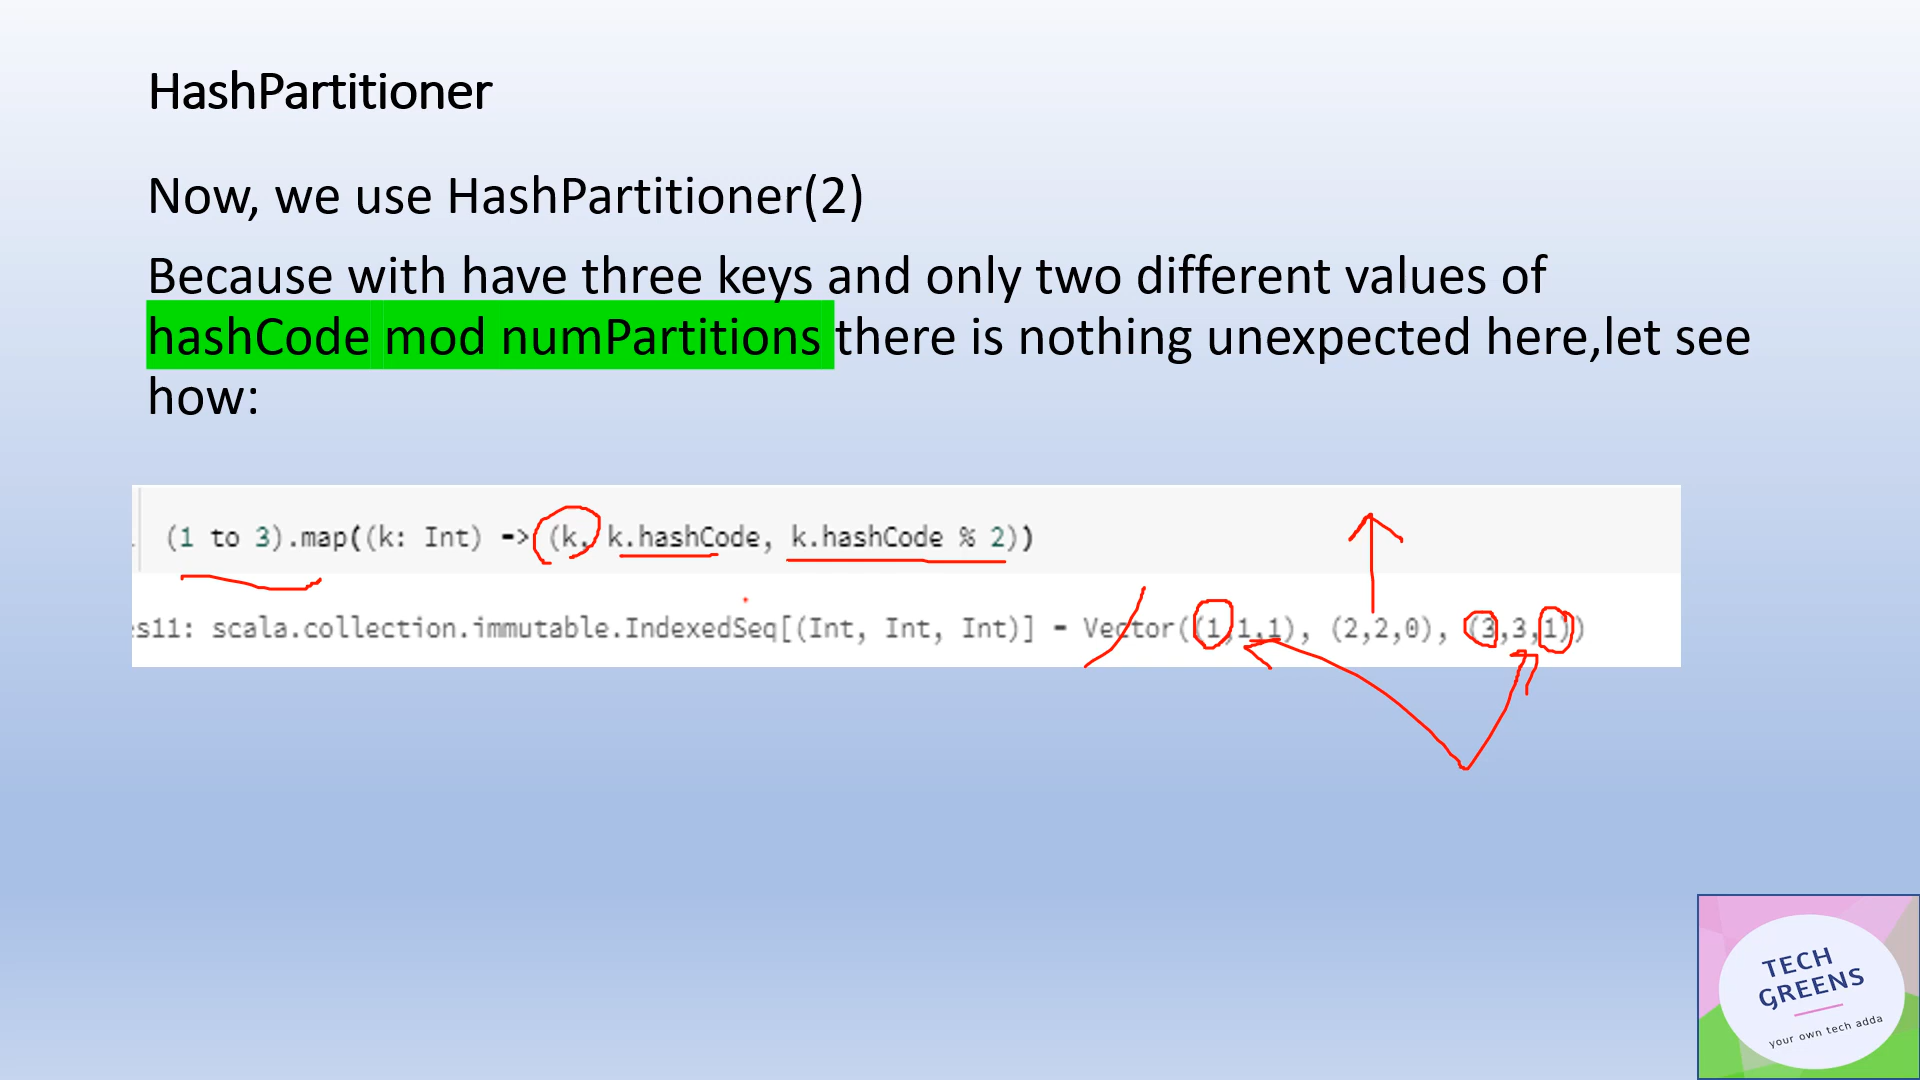 HashPartitioner
Now, we use HashPartitioner(2)
Because with have three keys and only two different values of
hashCode mod numPartitions there is nothing unexpected here,let see
how:
(1 to 3).map((k: Int) => (k, k.hashCode, k.hashCode % 2))
es11: scala.collection.immutable.IndexedSeq[(Int, Int, Int)] = Vector((1,1,1), (2,2,0), (3,3,1))
TECH
GREENS
your own tech adda